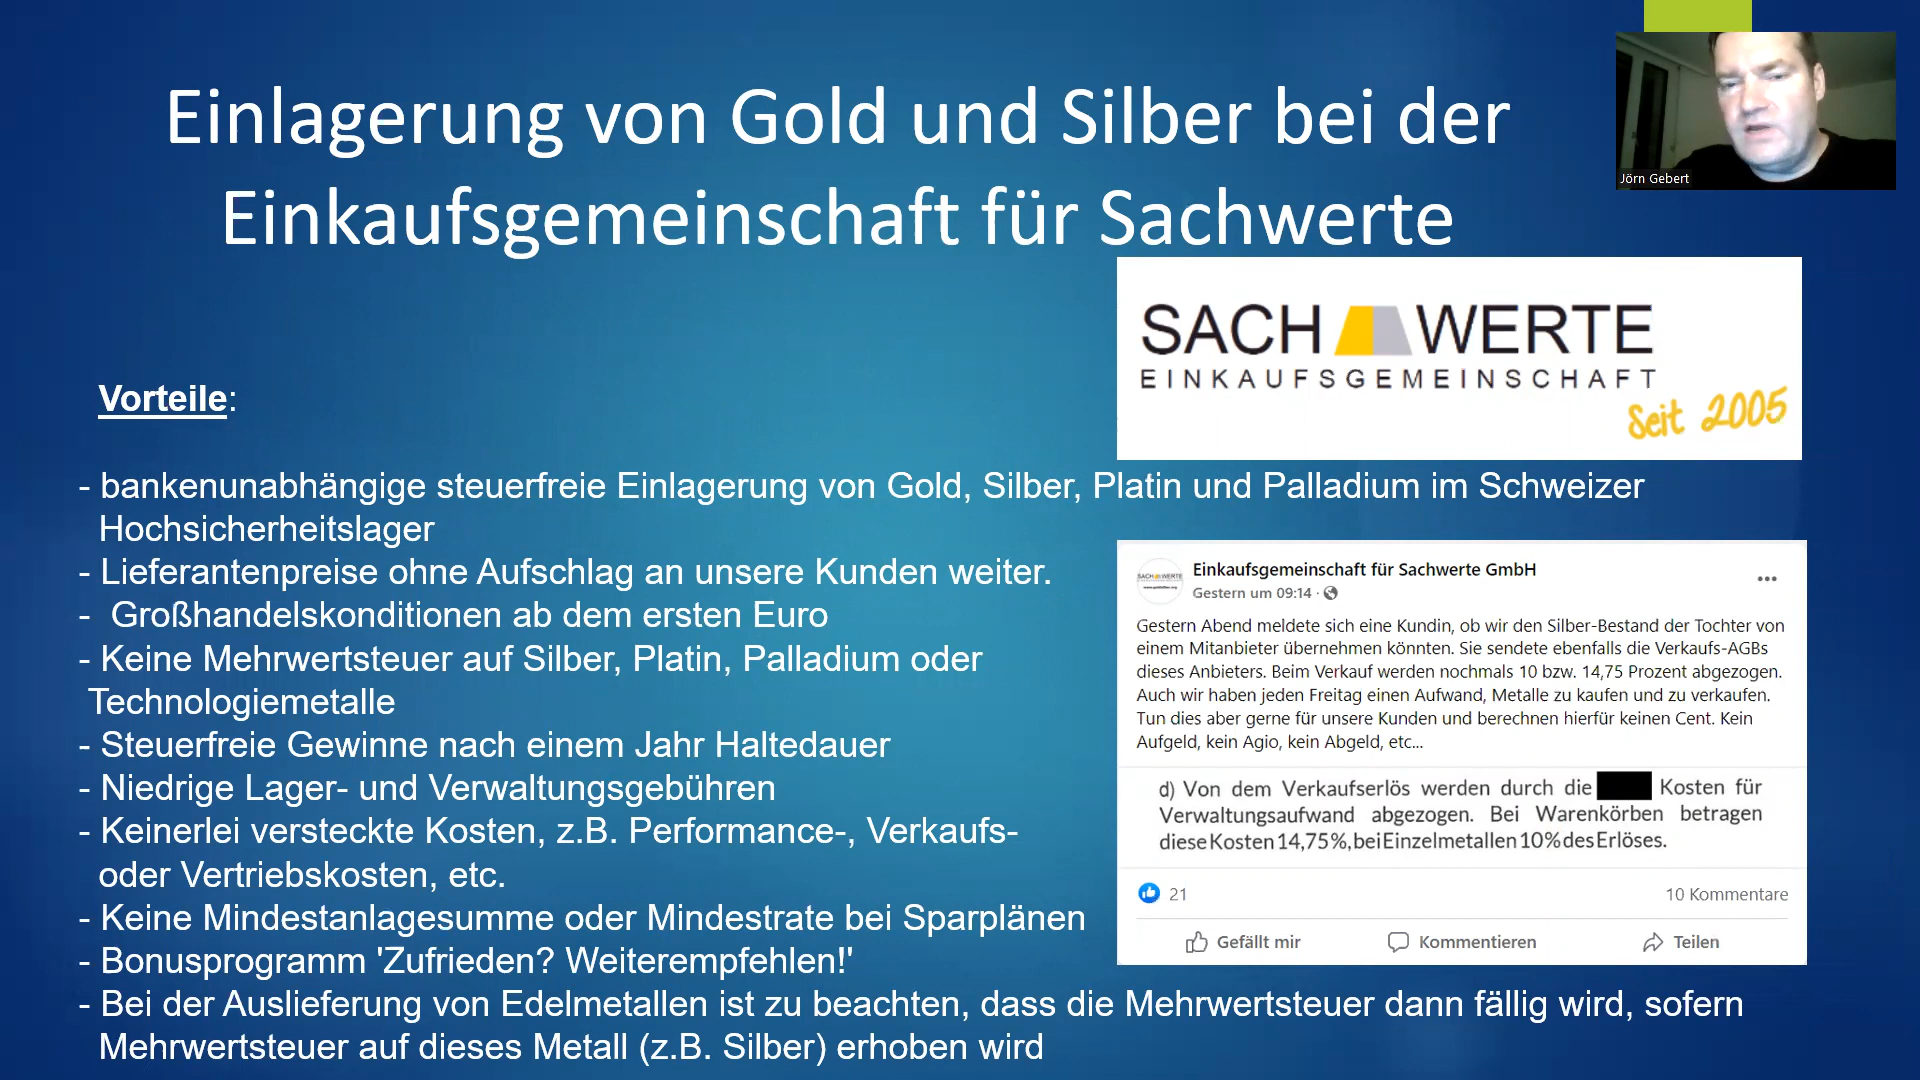 Einlagerung von Gold und Silber bei der
Einkaufsgemeinschaft für Sachwerte
Jörn Gebert
SACH WERTE
EINKAUFSGEMEINSCHAFT
Seit 2005
Vorteile:
- bankenunabhängige steuerfreie Einlagerung von Gold, Silber, Platin und Palladium im Schweizer
Hochsicherheitslager
- Lieferantenpreise ohne Aufschlag an unsere Kunden weiter.
- Großhandelskonditionen ab dem ersten Euro
- Keine Mehrwertsteuer auf Silber, Platin, Palladium oder
Technologiemetalle
- Steuerfreie Gewinne nach einem Jahr Haltedauer
- Niedrige Lager- und Verwaltungsgebühren
- Keinerlei versteckte Kosten, z.B. Performance-, Verkaufs-
oder Vertriebskosten, etc.
- Keine Mindestanlagesumme oder Mindestrate bei Sparplänen
- Bonusprogramm 'Zufrieden? Weiterempfehlen!'
- Bei der Auslieferung von Edelmetallen ist zu beachten, dass die Mehrwertsteuer dann fällig wird, sofern
Mehrwertsteuer auf dieses Metall (z.B. Silber) erhoben wird
SACH WERTE
Einkaufsgemeinschaft für Sachwerte GmbH
Gestern um 09:14 ·
Gestern Abend meldete sich eine Kundin, ob wir den Silber-Bestand der Tochter von
einem Mitanbieter übernehmen könnten. Sie sendete ebenfalls die Verkaufs-AGBs
dieses Anbieters. Beim Verkauf werden nochmals 10 bzw. 14,75 Prozent abgezogen.
Auch wir haben jeden Freitag einen Aufwand, Metalle zu kaufen und zu verkaufen.
Tun dies aber gerne für unsere Kunden und berechnen hierfür keinen Cent. Kein
Aufgeld, kein Agio, kein Abgeld, etc...
d) Von dem Verkaufserlös werden durch die Kosten für
Verwaltungsaufwand abgezogen. Bei Warenkörben betragen
diese Kosten 14,75%, bei Einzelmetallen 10% des Erlöses.
21
10 Kommentare
Gefällt mir
Kommentieren
Teilen